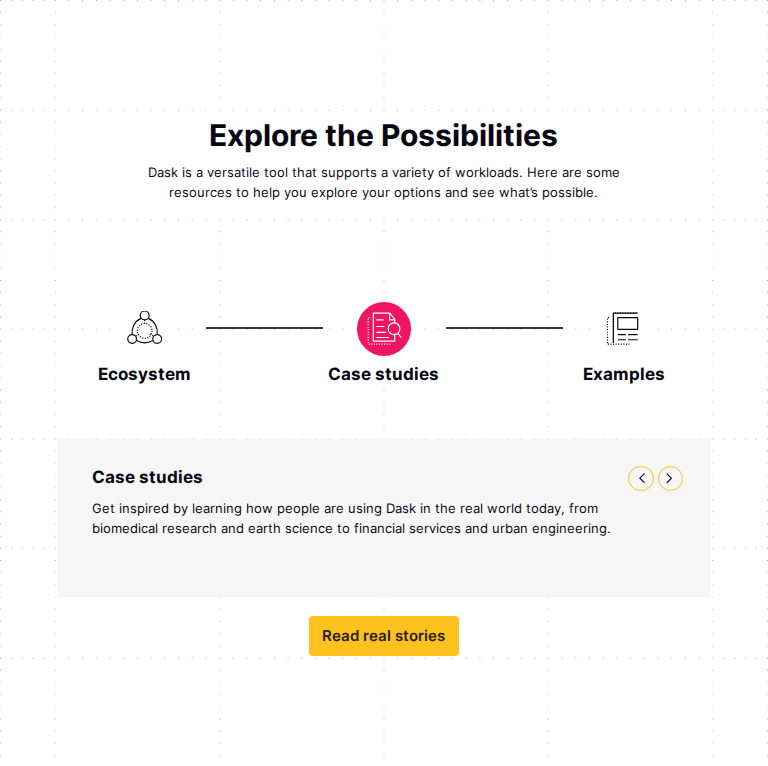 Explore the Possibilities
Dask is a versatile tool that supports a variety of workloads. Here are some
resources to help you explore your options and see what’s possible.
Ecosystem
Case studies
Examples
Case studies
Get inspired by learning how people are using Dask in the real world today, from
biomedical research and earth science to financial services and urban engineering.
Read real stories